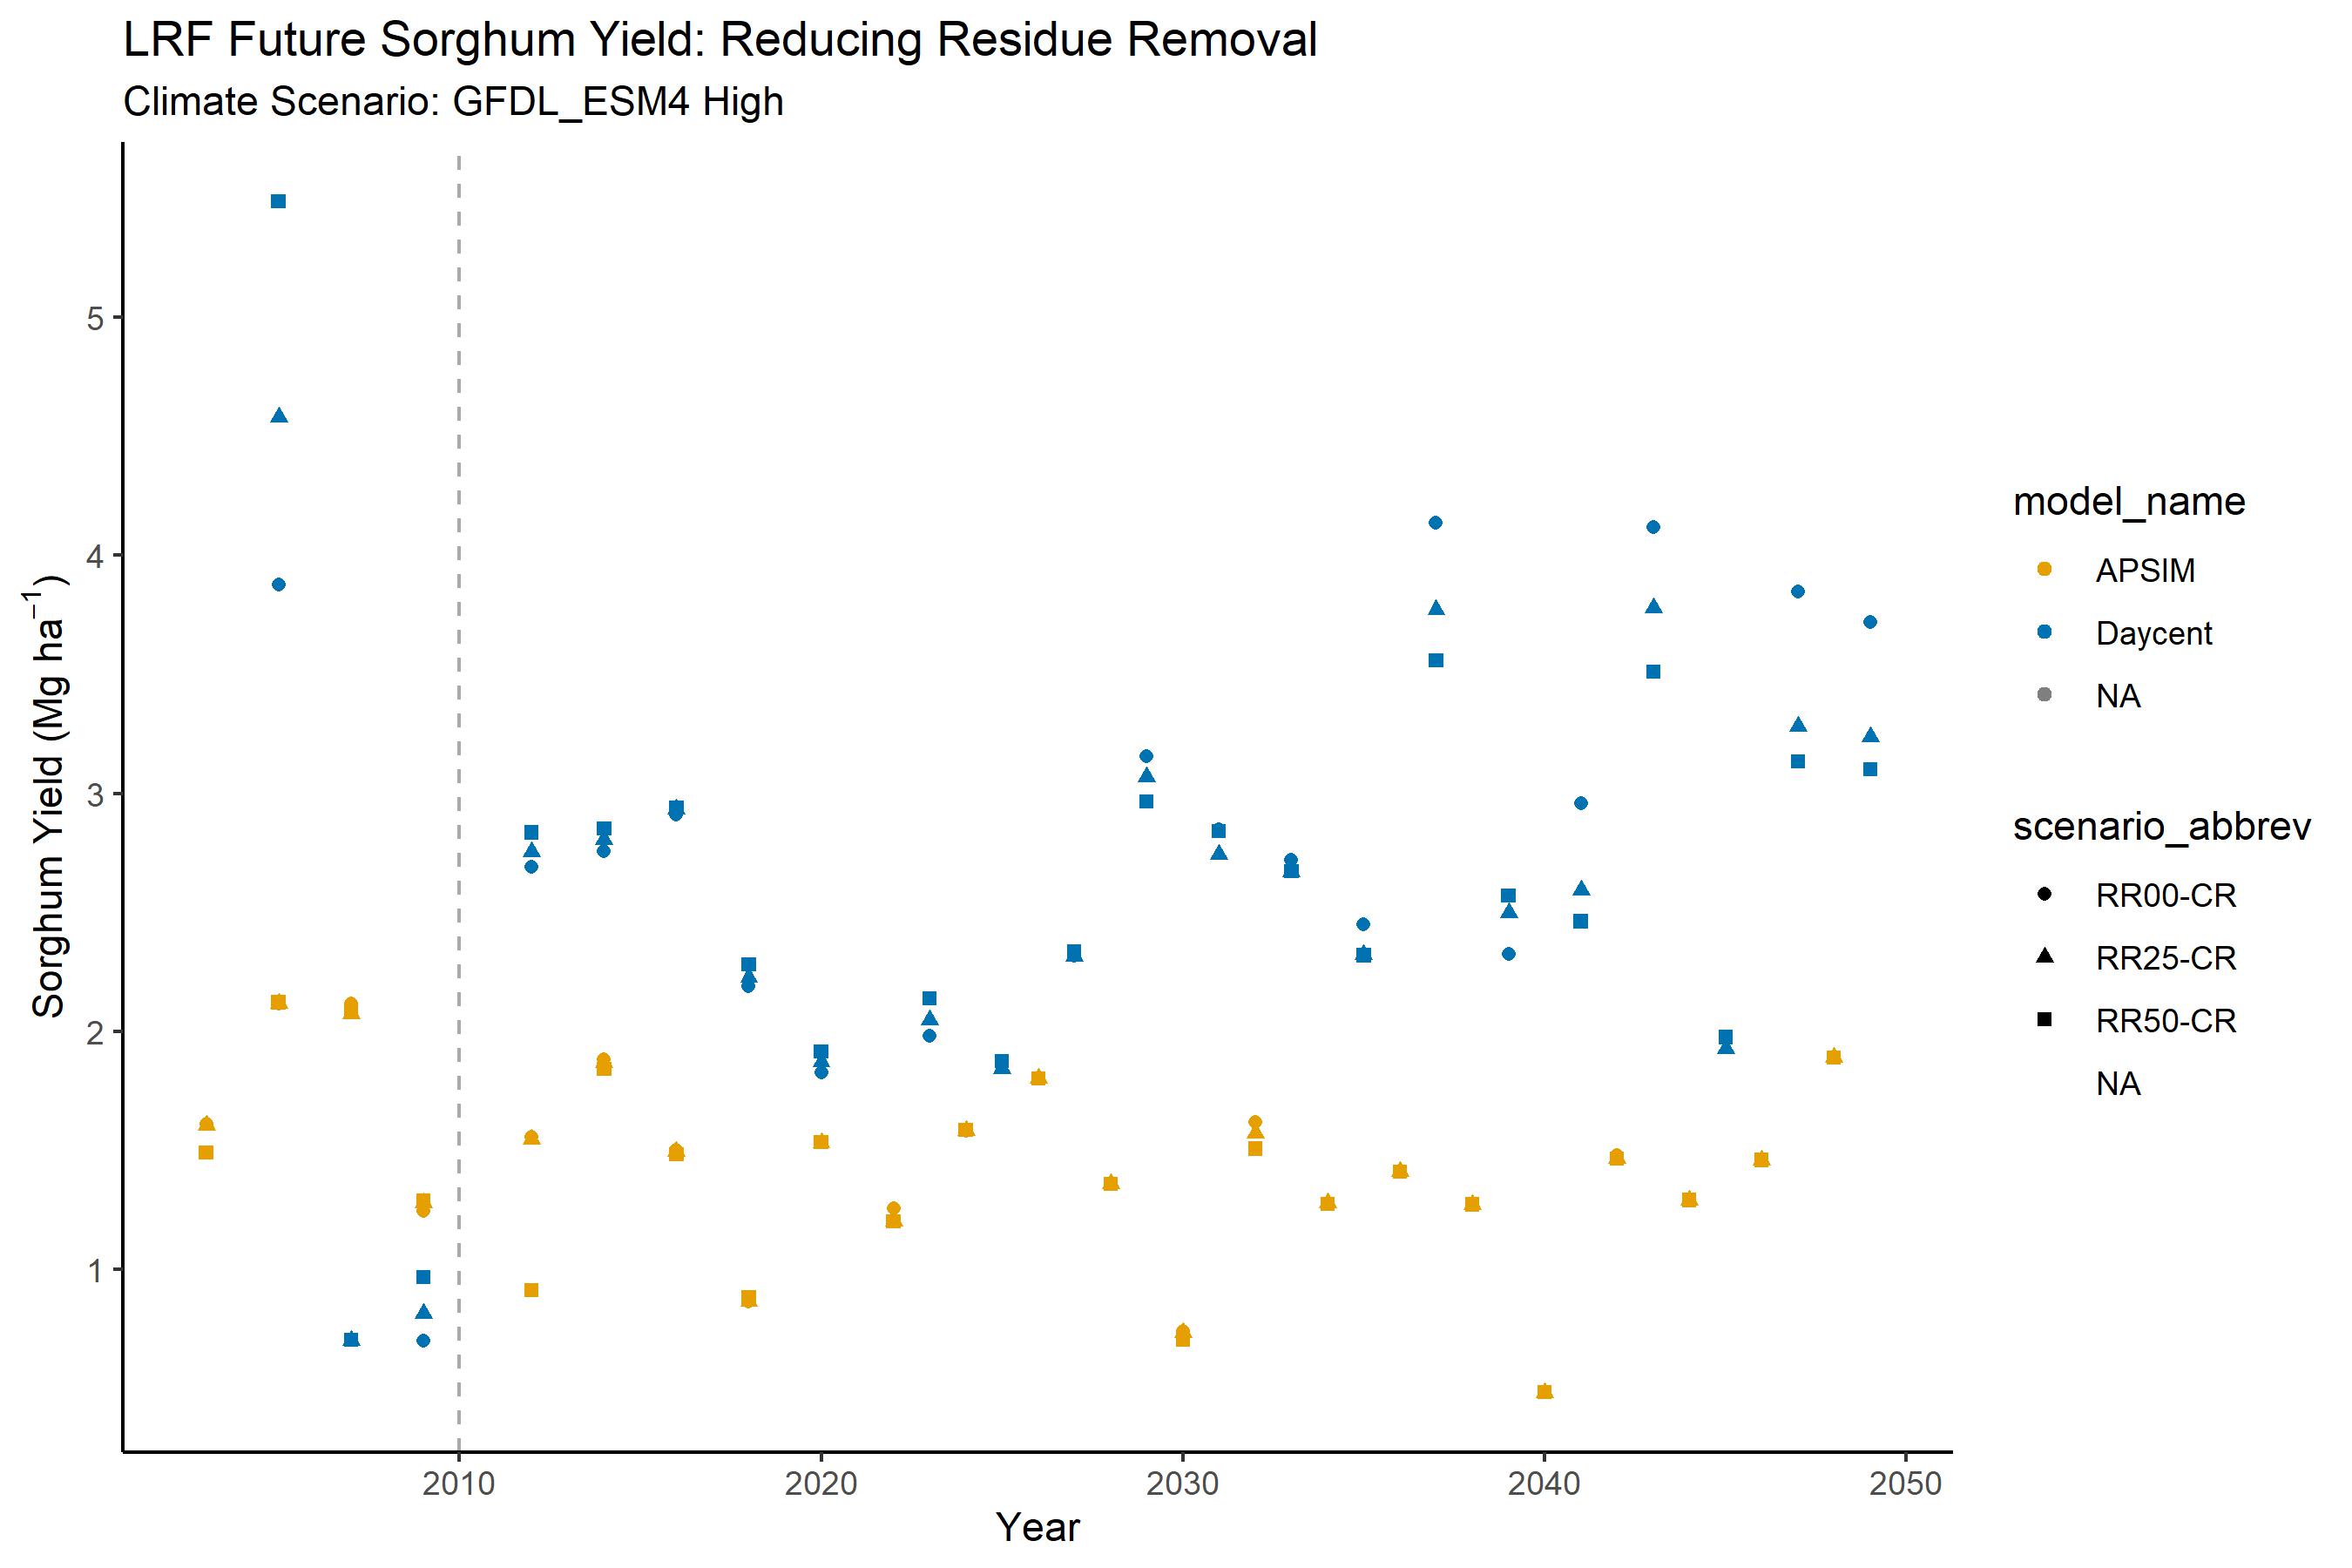 LRF Future Sorghum Yield: Reducing Residue Removal
Climate Scenario: GFDL_ESM4 High
Sorghum Yield (Mg ha⁻¹)
5
4
3
2
1
2010
2020
2030
2040
2050
Year
model_name
APSIM
Daycent
NA
scenario_abbrev
RR00-CR
RR25-CR
RR50-CR
NA